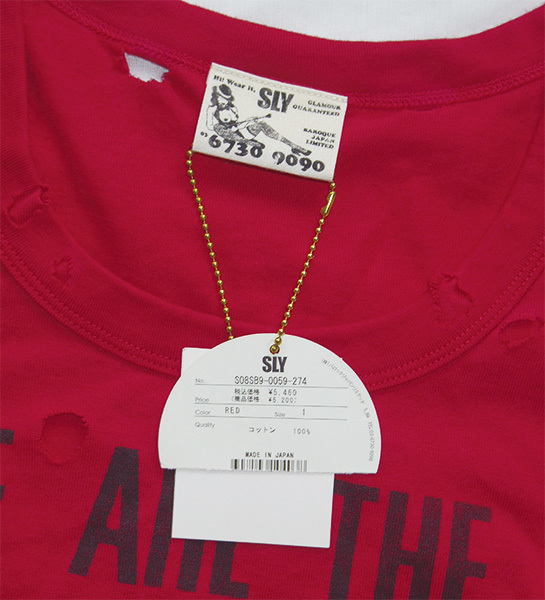 Hi! Wear it,
SLY
GLAMOUR
GUARANTEED
BAROQUE
JAPAN
LIMITED
03
6730 9090
SLY
No. S08SB9-0059-274
税込価格 ¥5,460
Price (商品価格 ¥5,200)
Color RED Size 1
Quality
コットン 100%
MADE IN JAPAN
ARE THE